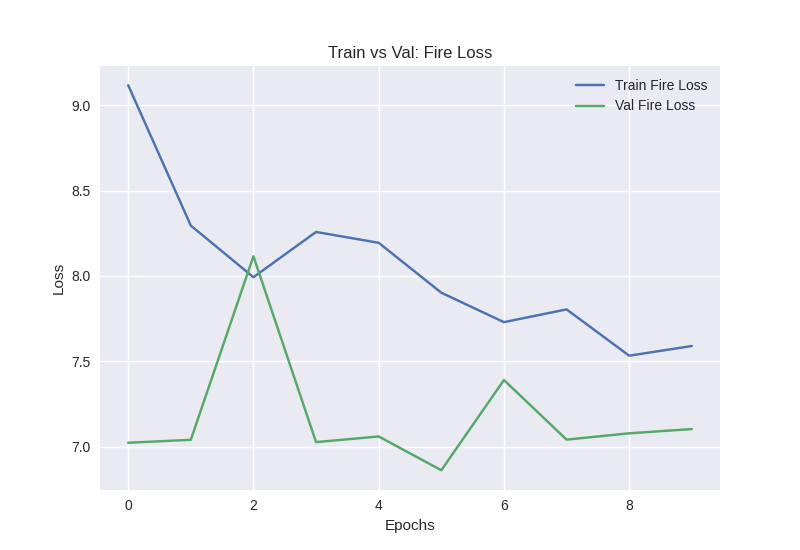 Train vs Val: Fire Loss
Train Fire Loss
Val Fire Loss
9.0
8.5
8.0
7.5
7.0
Loss
0 2 4 6 8
Epochs